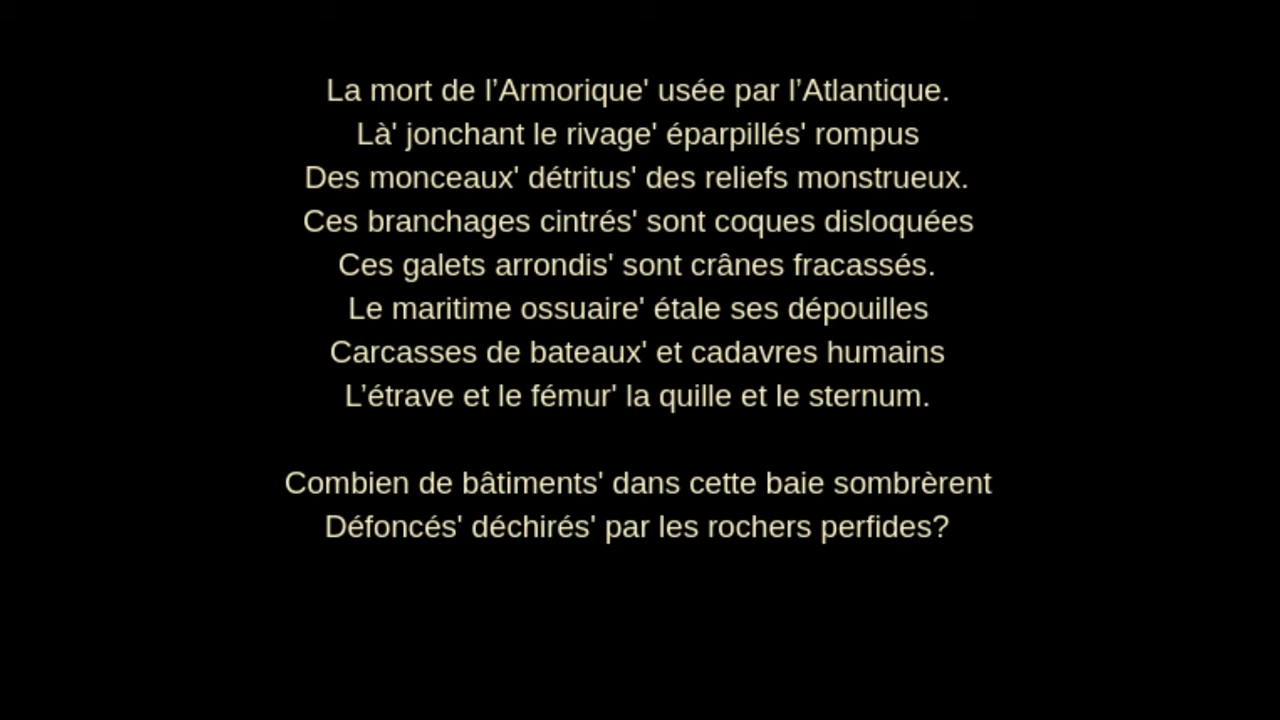 La mort de l’Armorique' usée par l’Atlantique.
Là' jonchant le rivage' éparpillés' rompus
Des monceaux' détritus' des reliefs monstrueux.
Ces branchages cintrés' sont coques disloquées
Ces galets arrondis' sont crânes fracassés.
Le maritime ossuaire' étale ses dépouilles
Carcasses de bateaux' et cadavres humains
L’étrave et le fémur' la quille et le sternum.
Combien de bâtiments' dans cette baie sombrèrent
Défoncés' déchirés' par les rochers perfides?